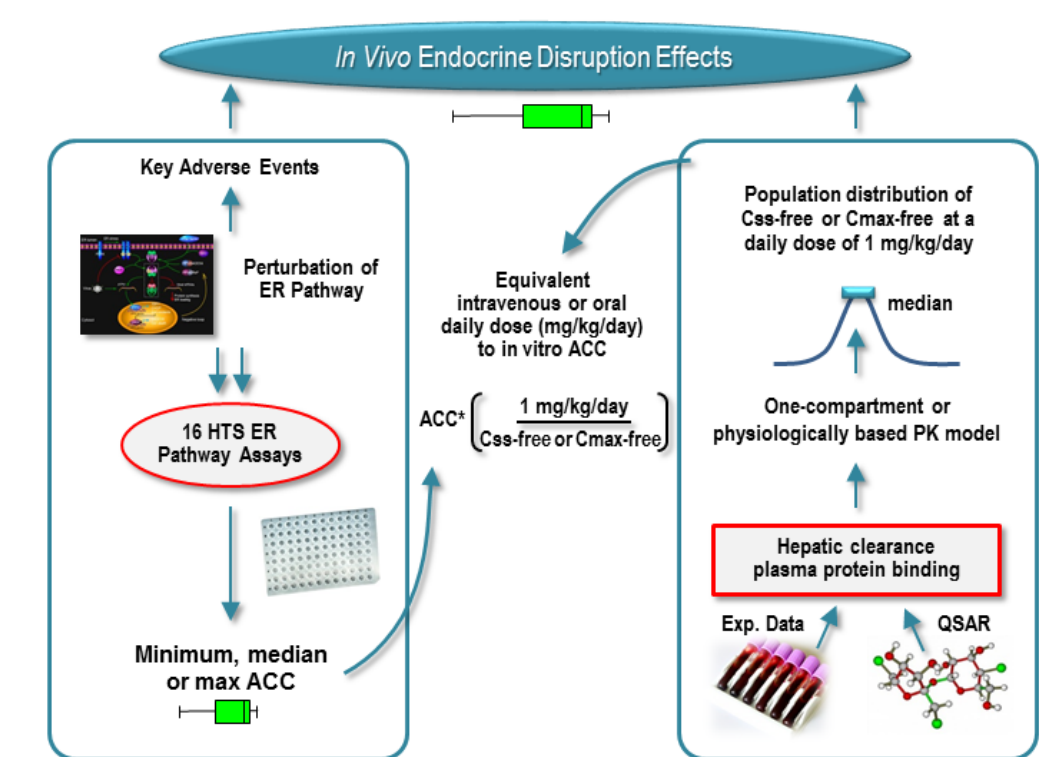 In Vivo Endocrine Disruption Effects
Key Adverse Events
Perturbation of
ER Pathway
16 HTS ER
Pathway Assays
Minimum, median
or max ACC
Equivalent
intravenous or oral
daily dose (mg/kg/day)
to in vitro ACC
ACC*
1 mg/kg/day
Css-free or Cmax-free
Population distribution of
Css-free or Cmax-free at a
daily dose of 1 mg/kg/day
median
One-compartment or
physiologically based PK model
Hepatic clearance
plasma protein binding
Exp. Data
QSAR